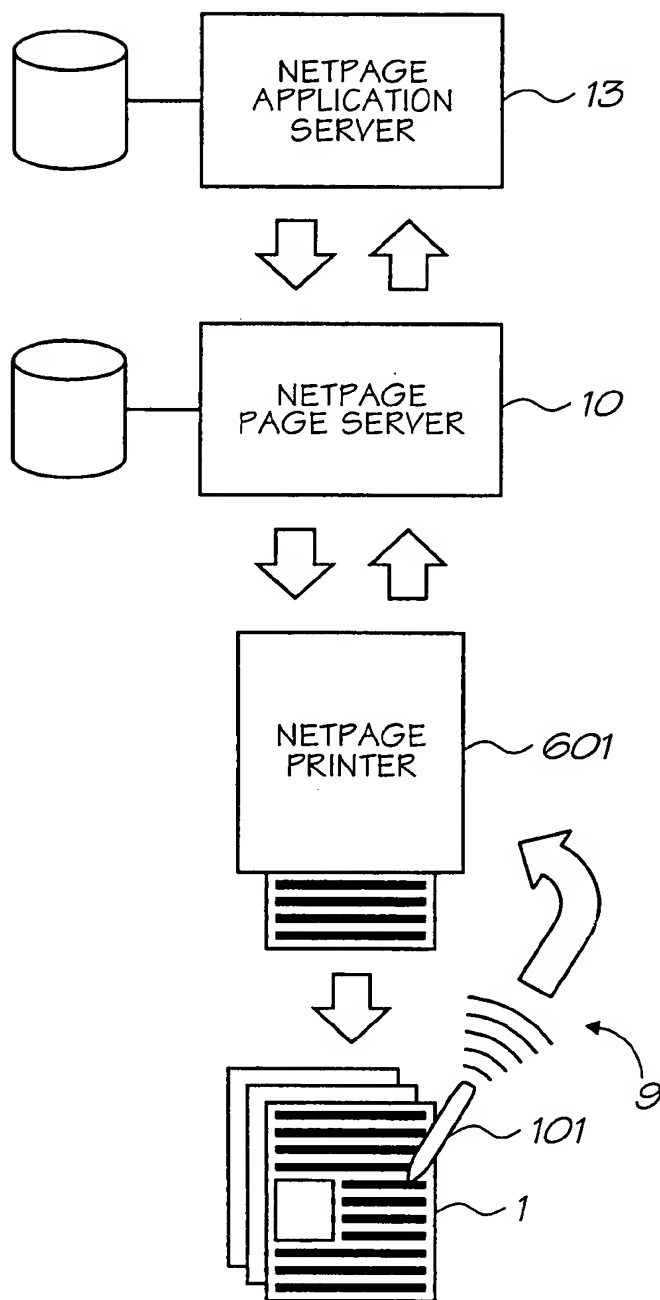 NETPAGE
APPLICATION
SERVER
13
NETPAGE
PAGE SERVER
10
NETPAGE
PRINTER
601
9
101
1